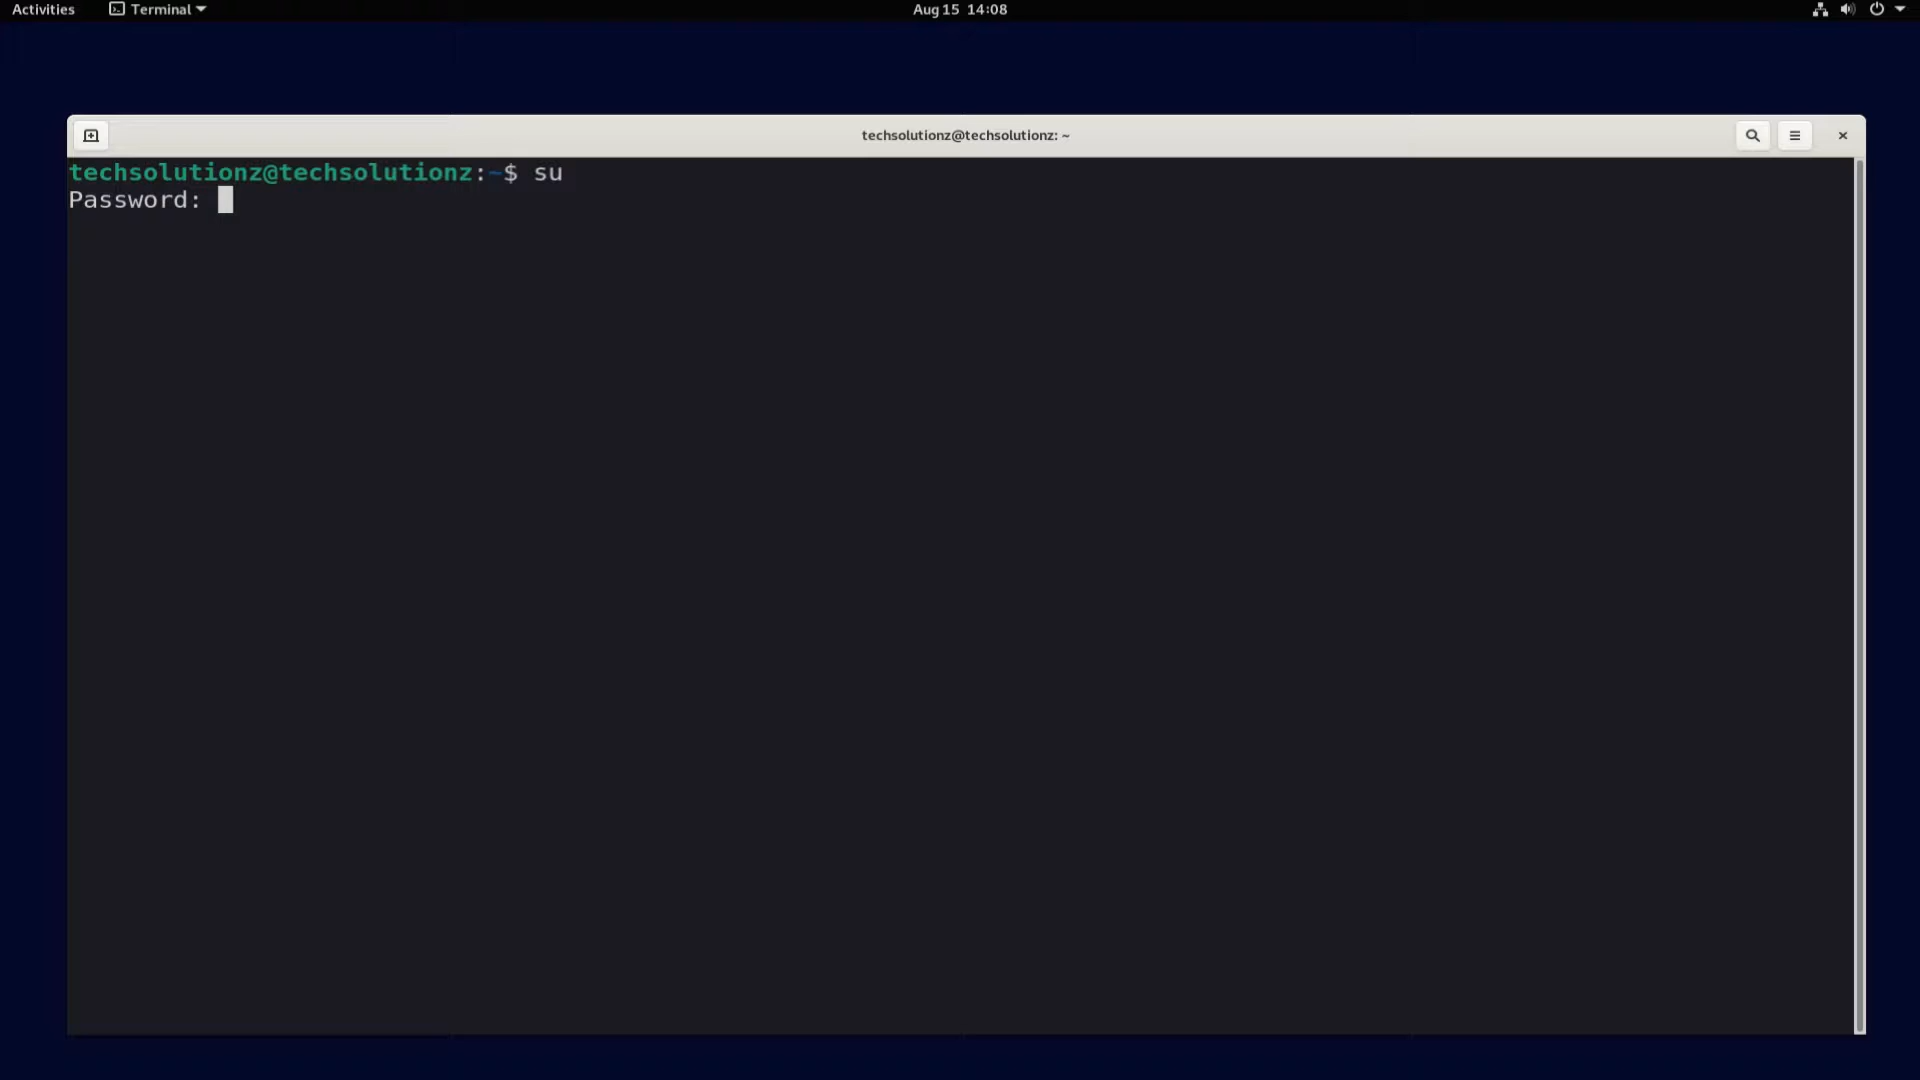 Activities Terminal Aug 15 14:08
techsolutionz@techsolutionz: ~
techsolutionz@techsolutionz:~$ su
Password: